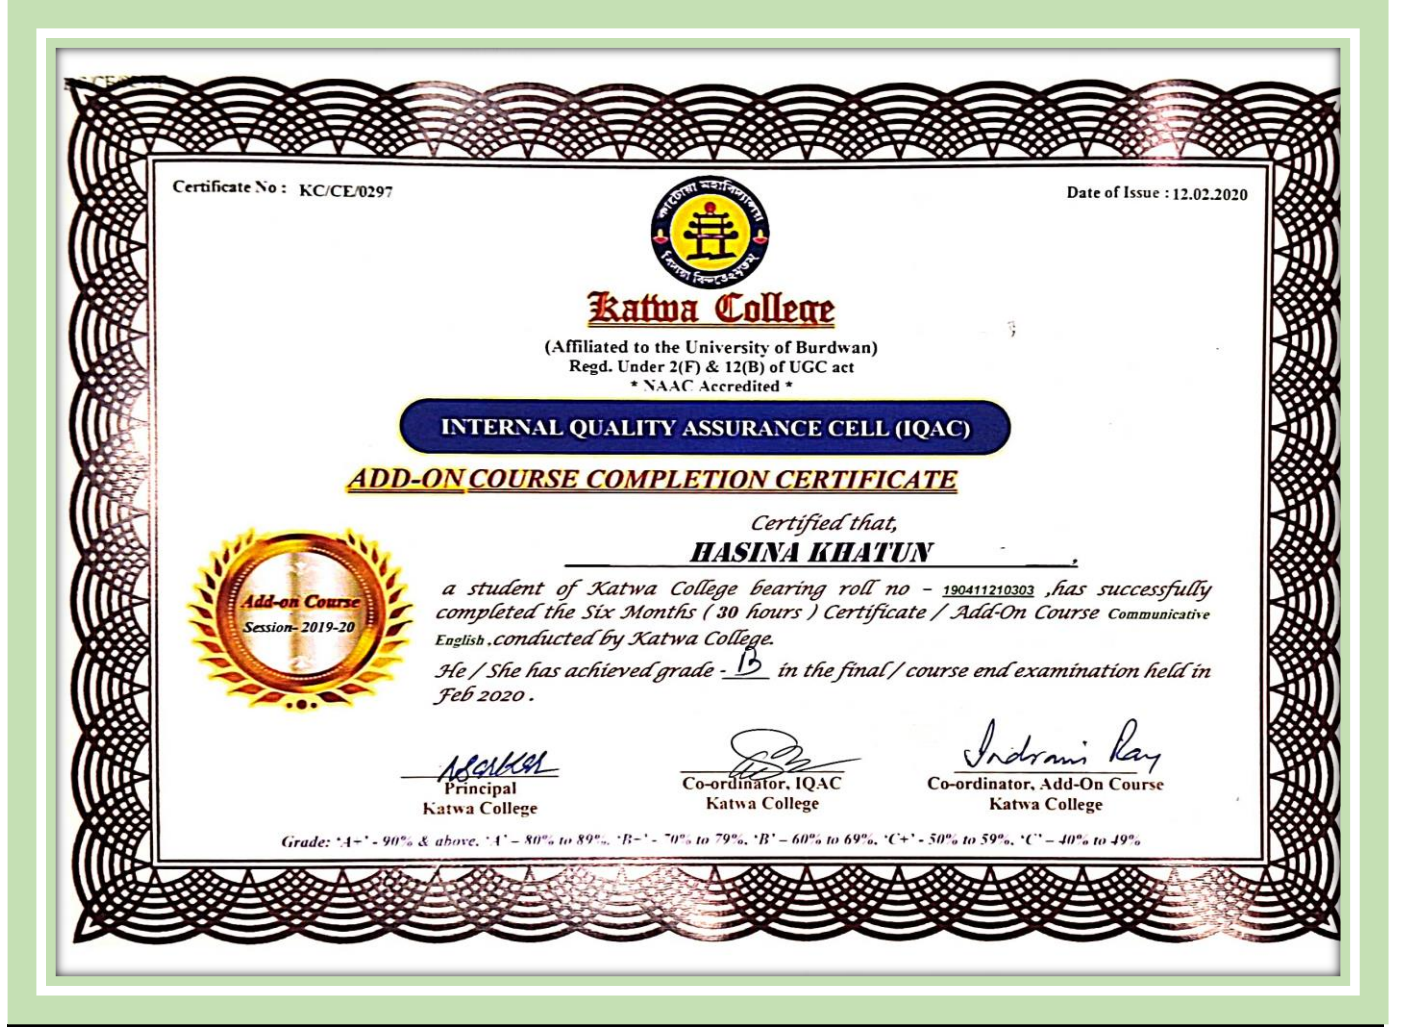 Certificate No : KC/CE/0297
Date of Issue : 12.02.2020
কাটোয়া মহাবিদ্যালয়
Katwa College
(Affiliated to the University of Burdwan)
Regd. Under 2(F) & 12(B) of UGC act
* NAAC Accredited *
INTERNAL QUALITY ASSURANCE CELL (IQAC)
ADD-ON COURSE COMPLETION CERTIFICATE
Certified that,
HASINA KHATUN
Add-on Course
Session- 2019-20
a student of Katwa College bearing roll no – 190411210303 ,has successfully
completed the Six Months ( 30 hours ) Certificate / Add-On Course Communicative
English .conducted by Katwa College.
He / She has achieved grade - B in the final / course end examination held in
Feb 2020 .
Indrani Ray
Principal
Katwa College
Co-ordinator, IQAC
Katwa College
Co-ordinator, Add-On Course
Katwa College
Grade: 'A+' - 90% & above, 'A' – 80% to 89%, 'B+' - 70% to 79%, 'B' – 60% to 69%, 'C+' - 50% to 59%, 'C' – 40% to 49%